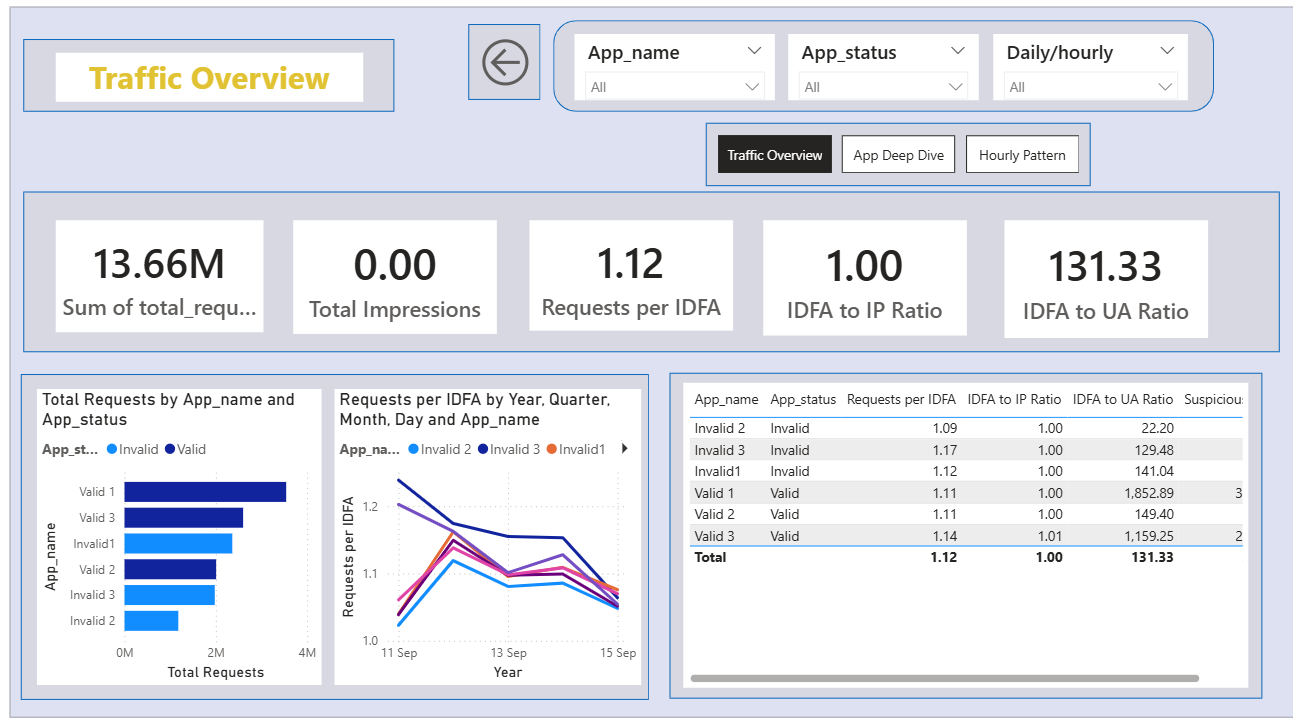 Traffic Overview
App_name
All
App_status
All
Daily/hourly
All
Traffic Overview
App Deep Dive
Hourly Pattern
13.66M
Sum of total_requ...
0.00
Total Impressions
1.12
Requests per IDFA
1.00
IDFA to IP Ratio
131.33
IDFA to UA Ratio
Total Requests by App_name and
App_status
App_st... Invalid Valid
App_name
Valid 1
Valid 3
Invalid1
Valid 2
Invalid 3
Invalid 2
0M 2M 4M
Total Requests
Requests per IDFA by Year, Quarter,
Month, Day and App_name
App_na... Invalid 2 Invalid 3 Invalid1
Requests per IDFA
1.2
1.1
1.0
11 Sep 13 Sep 15 Sep
Year
App_name App_status Requests per IDFA IDFA to IP Ratio IDFA to UA Ratio Suspicious
Invalid 2 Invalid 1.09 1.00 22.20
Invalid 3 Invalid 1.17 1.00 129.48
Invalid1 Invalid 1.12 1.00 141.04
Valid 1 Valid 1.11 1.00 1,852.89 3
Valid 2 Valid 1.11 1.00 149.40
Valid 3 Valid 1.14 1.01 1,159.25 2
Total 1.12 1.00 131.33